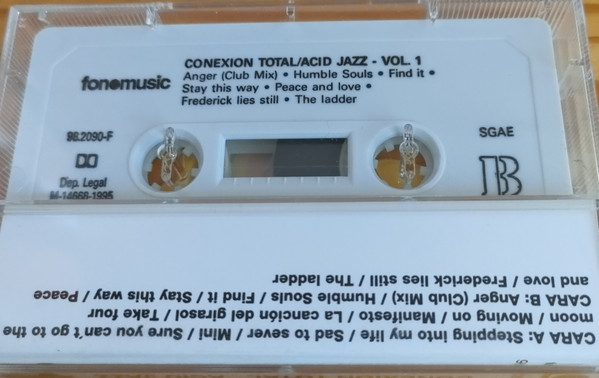 CONEXION TOTAL/ACID JAZZ - VOL. 1
fonomusic
Anger (Club Mix) • Humble Souls • Find it •
Stay this way • Peace and love •
Frederick lies still • The ladder
98.2090-F
SGAE
Dep. Legal
M-14668-1995
B
CARA A: Stepping into my life / Sad to sever / Mini / Sure you can't go to the
moon / Moving on / Manifesto / La canción del girasol / Take four
CARA B: Anger (Club Mix) / Humble Souls / Find it / Stay this way / Peace
and love / Frederick lies still / The ladder